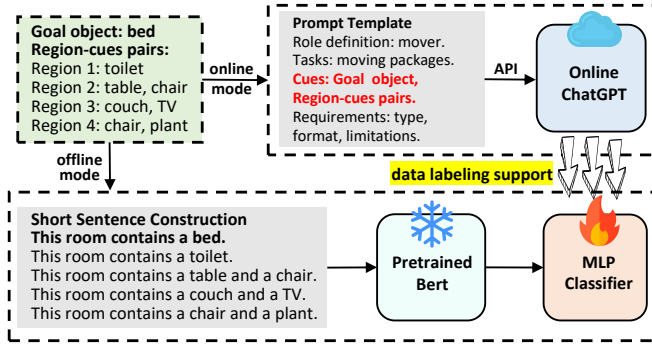 Goal object: bed
Region-cues pairs:
Region 1: toilet
Region 2: table, chair
Region 3: couch, TV
Region 4: chair, plant
online
mode
Prompt Template
Role definition: mover.
Tasks: moving packages.
Cues: Goal object,
Region-cues pairs.
Requirements: type,
format, limitations.
API
Online
ChatGPT
offline
mode
data labeling support
Short Sentence Construction
This room contains a bed.
This room contains a toilet.
This room contains a table and a chair.
This room contains a couch and a TV.
This room contains a chair and a plant.
Pretrained
Bert
MLP
Classifier